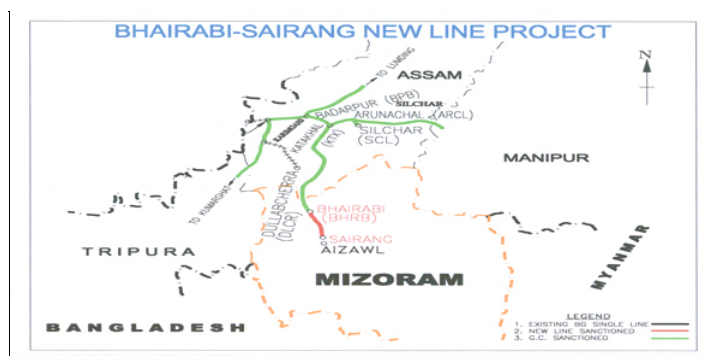 BHAIRABI-SAIRANG NEW LINE PROJECT
N
TO LUMDING
ASSAM
BADARPUR (BPB)
SILCHAR
ARUNACHAL (ARCL)
KATAKHAL
(KTX)
SILCHAR
(SCL)
MANIPUR
DULLABCHERRA
(DLCR)
TO KUMARGHAT
BHAIRABI
(BHRB)
SAIRANG
AIZAWL
TRIPURA
MIZORAM
MYANMAR
BANGLADESH
LEGEND
1. EXISTING BG SINGLE LINE
2. NEW LINE SANCTIONED
3. G.C. SANCTIONED